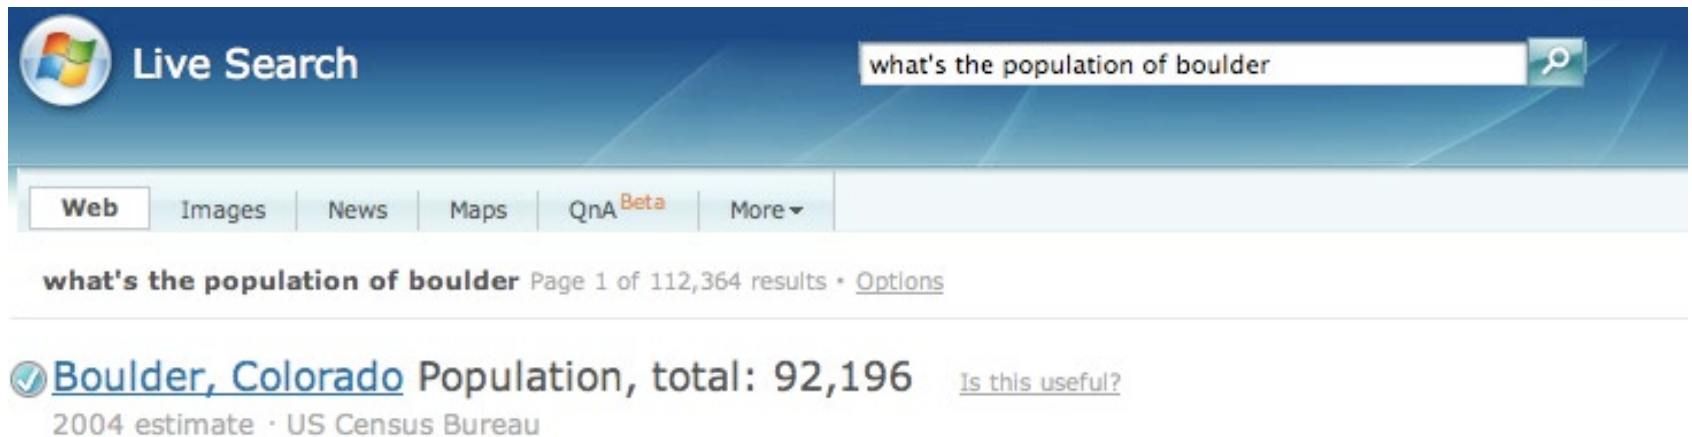 Live Search
what's the population of boulder
Web Images News Maps QnA Beta More
what's the population of boulder Page 1 of 112,364 results · Options
Boulder, Colorado Population, total: 92,196 Is this useful?
2004 estimate · US Census Bureau